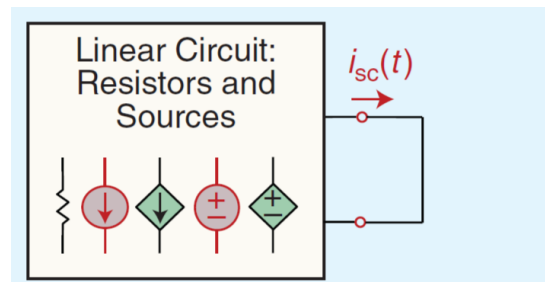 Linear Circuit:
Resistors and
Sources
isc(t)
+
−
+
−